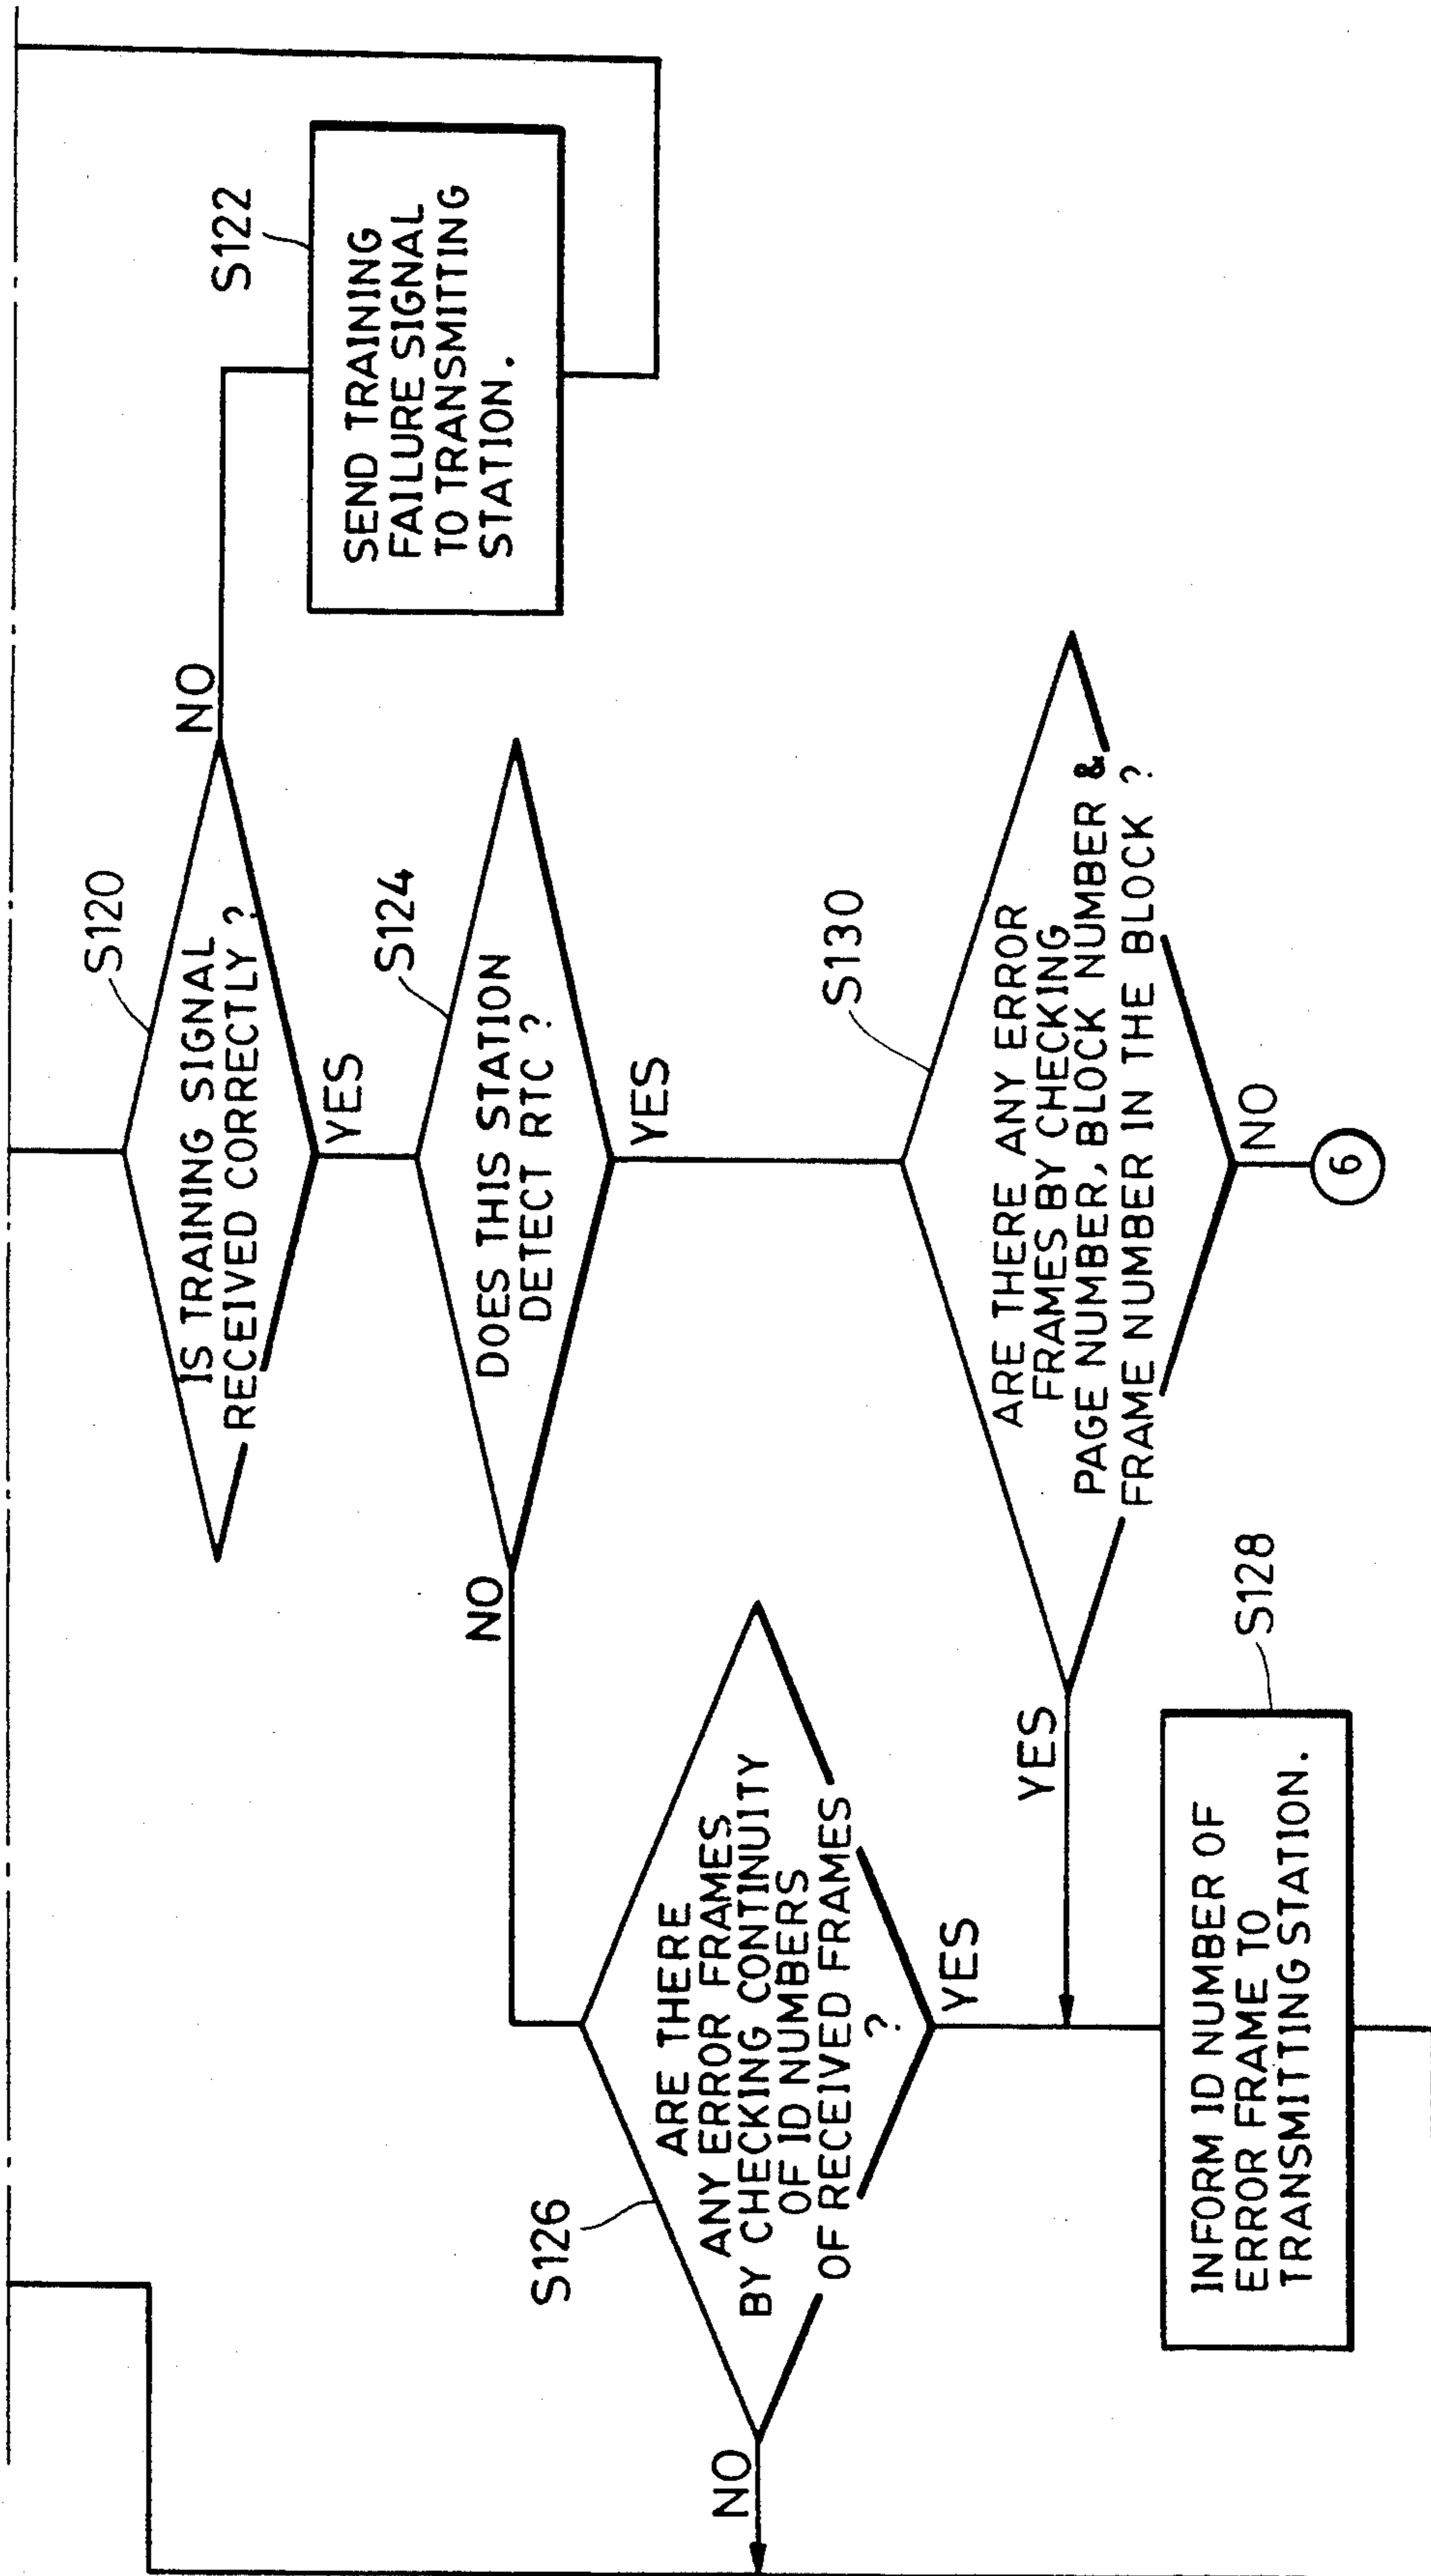 S120
IS TRAINING SIGNAL
RECEIVED CORRECTLY ?
NO
YES
S122
SEND TRAINING
FAILURE SIGNAL
TO TRANSMITTING
STATION.
S124
DOES THIS STATION
DETECT RTC ?
NO
YES
S126
ARE THERE
ANY ERROR FRAMES
BY CHECKING CONTINUITY
OF ID NUMBERS
OF RECEIVED FRAMES
?
NO
YES
S130
ARE THERE ANY ERROR
FRAMES BY CHECKING
PAGE NUMBER, BLOCK NUMBER &
FRAME NUMBER IN THE BLOCK ?
YES
NO
6
S128
INFORM ID NUMBER OF
ERROR FRAME TO
TRANSMITTING STATION.